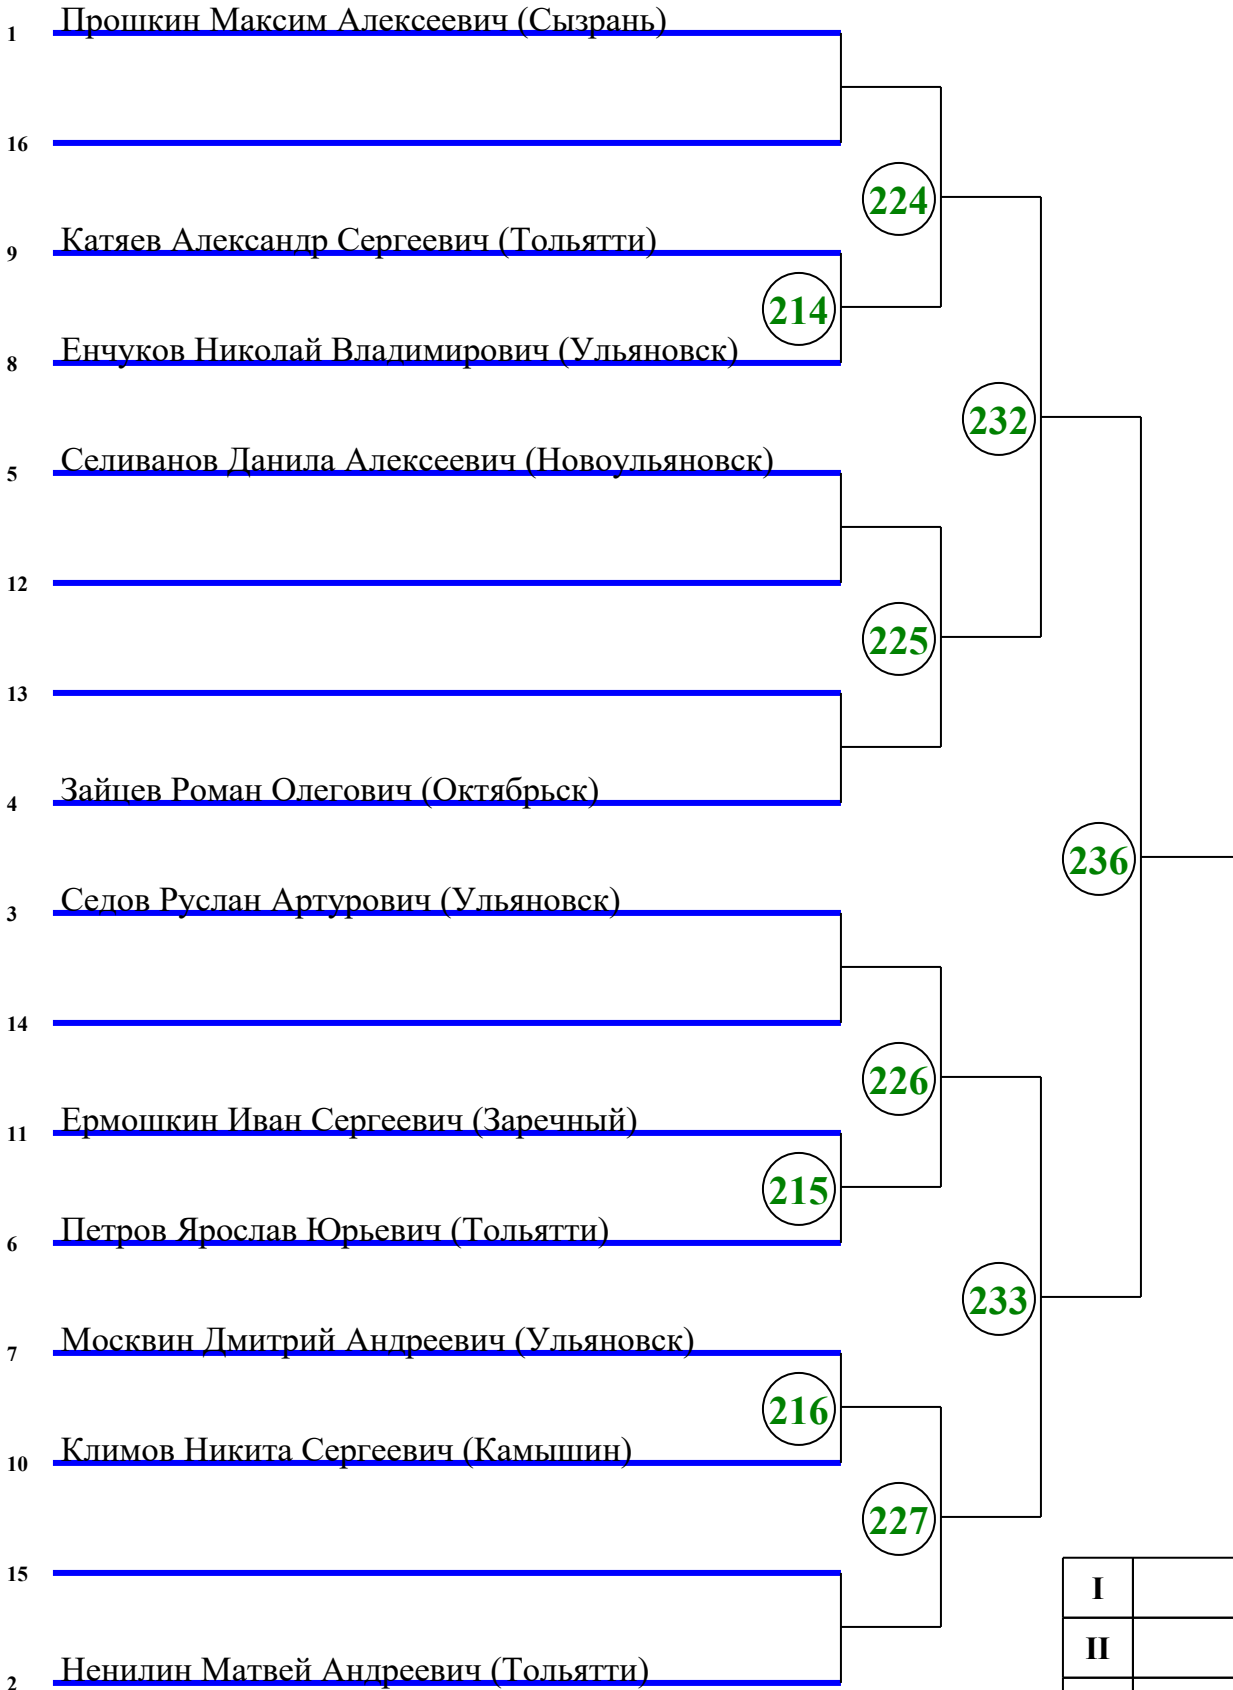 1 Прошкин Максим Алексеевич (Сызрань)
16
224
9 Катяев Александр Сергеевич (Тольятти)
214
8 Енчуков Николай Владимирович (Ульяновск)
232
5 Селиванов Данила Алексеевич (Новоульяновск)
12
225
13
4 Зайцев Роман Олегович (Октябрьск)
236
3 Седов Руслан Артурович (Ульяновск)
14
226
11 Ермошкин Иван Сергеевич (Заречный)
215
6 Петров Ярослав Юрьевич (Тольятти)
233
7 Москвин Дмитрий Андреевич (Ульяновск)
216
10 Климов Никита Сергеевич (Камышин)
227
15
I
II
2 Ненилин Матвей Андреевич (Тольятти)